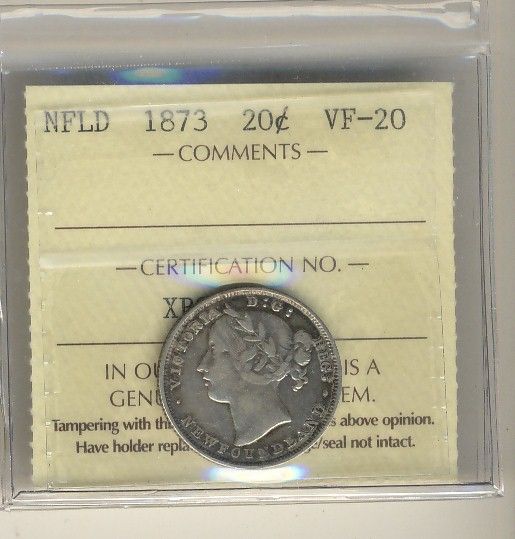 NFLD 1873 20¢ VF-20
— COMMENTS —
— CERTIFICATION NO. —
VICTORIA D:G: REG:
NEWFOUNDLAND
IN IS A
Tampering with above opinion.
Have holder /seal not intact.